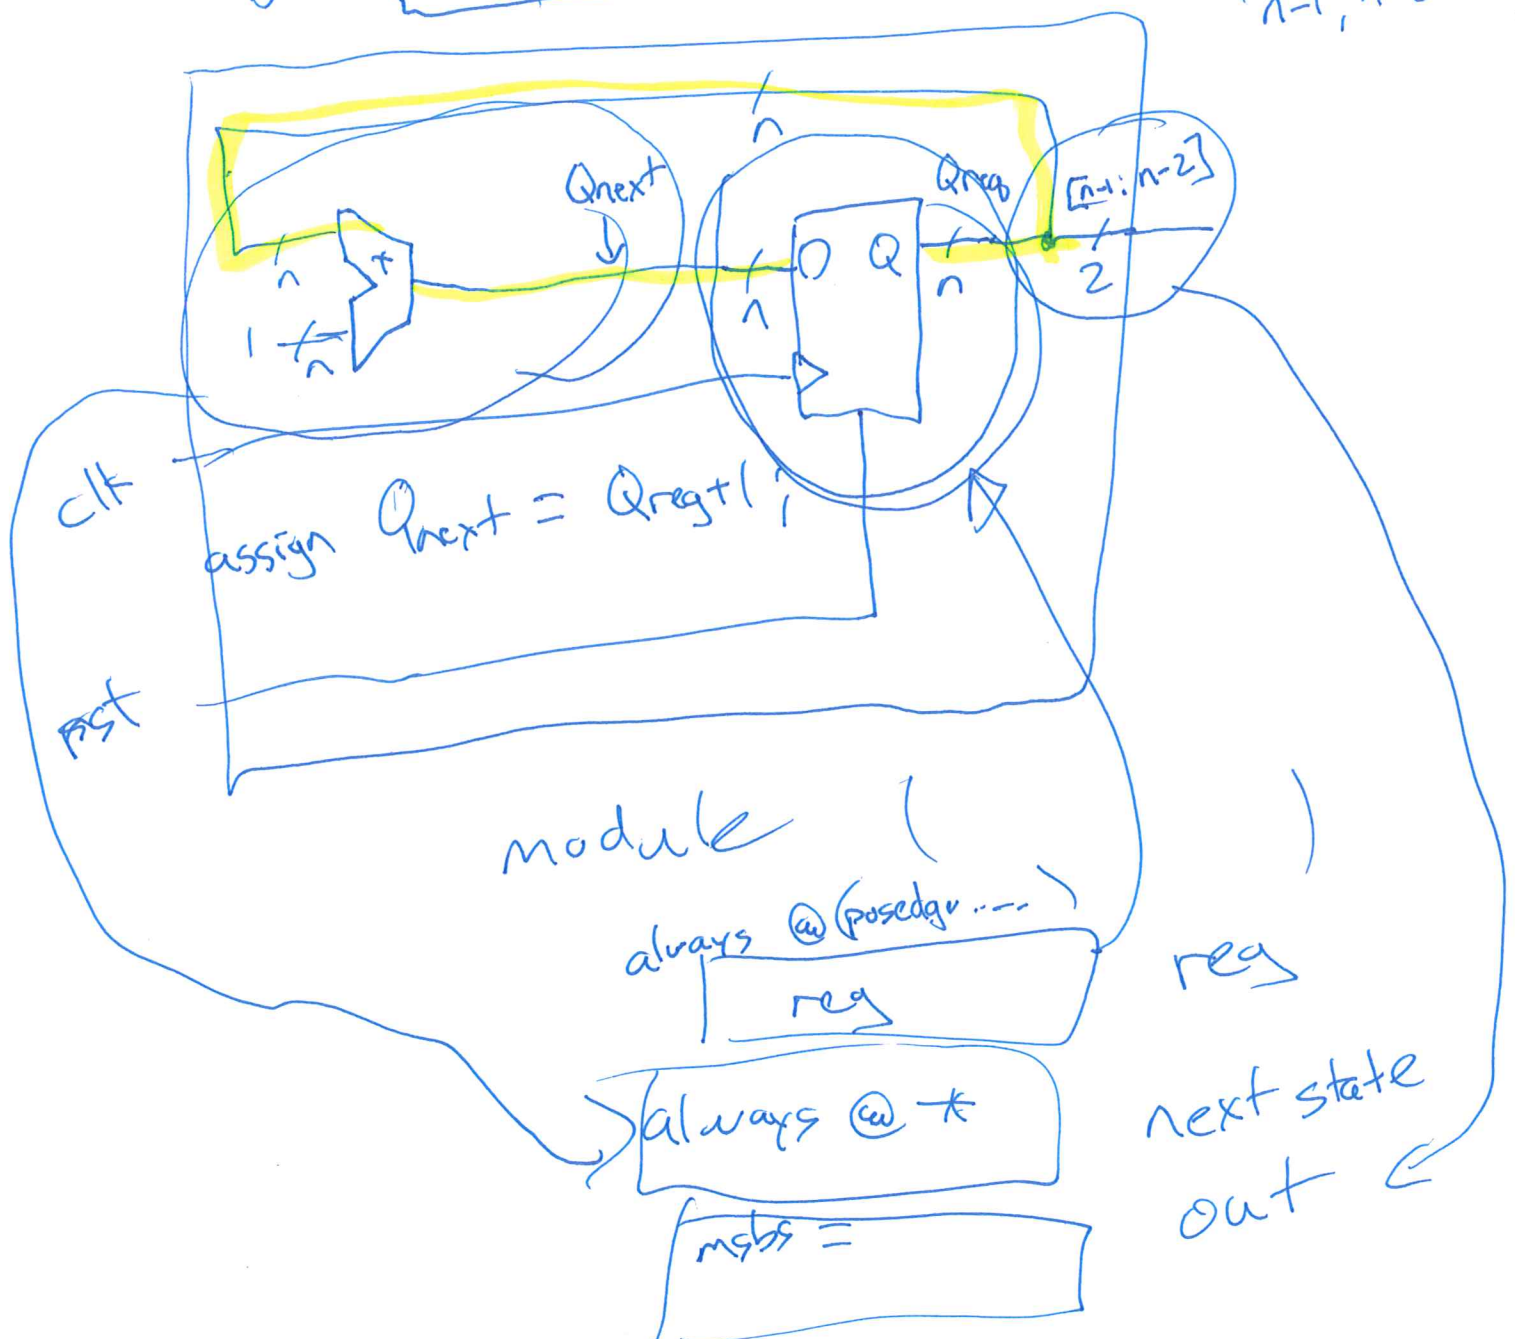 n-1,
n
Qnext
Qreg
[n-1:n-2]
n
+
D Q
n
n
2
1
n
clk
assign Qnext = Qreg+1;
rst
module ( )
always @(posedge ....)
reg
reg
always @ *
next state
out
msbs =